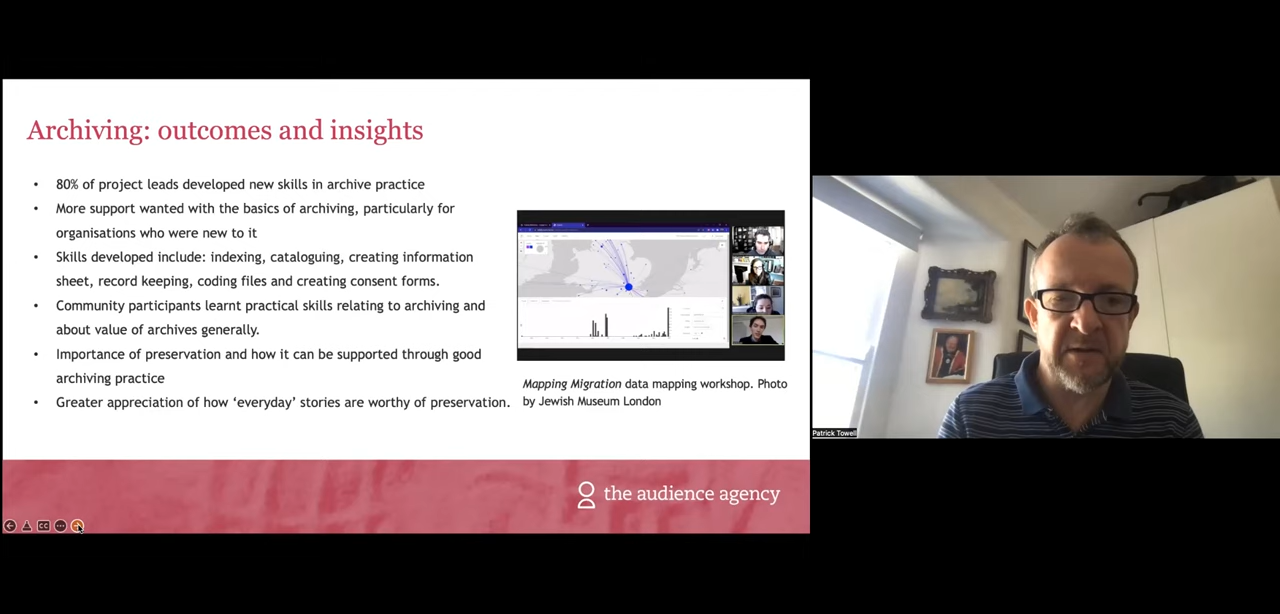 Archiving: outcomes and insights
• 80% of project leads developed new skills in archive practice
• More support wanted with the basics of archiving, particularly for
organisations who were new to it
• Skills developed include: indexing, cataloguing, creating information
sheet, record keeping, coding files and creating consent forms.
• Community participants learnt practical skills relating to archiving and
about value of archives generally.
• Importance of preservation and how it can be supported through good
archiving practice
• Greater appreciation of how ‘everyday’ stories are worthy of preservation.
Mapping Migration data mapping workshop. Photo
by Jewish Museum London
the audience agency
CC
Patrick Towell